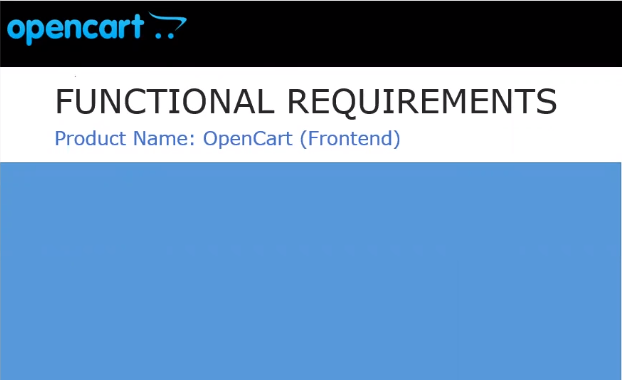 opencart
FUNCTIONAL REQUIREMENTS
Product Name: OpenCart (Frontend)